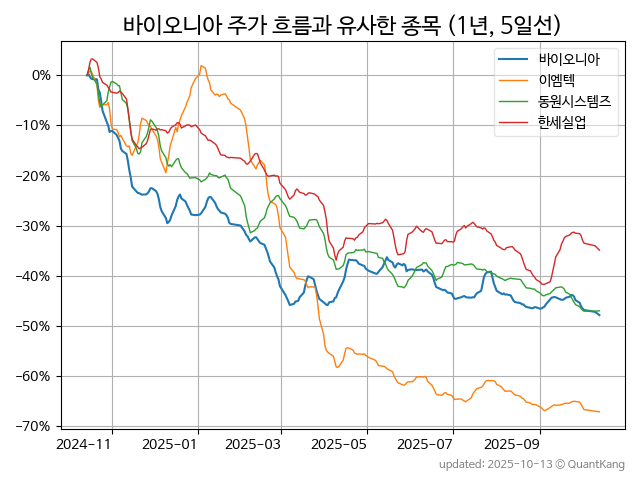 바이오니아 주가 흐름과 유사한 종목 (1년, 5일선)
바이오니아
이엠텍
동원시스템즈
한세실업
0%
−10%
−20%
−30%
−40%
−50%
−60%
−70%
2024-11
2025-01
2025-03
2025-05
2025-07
2025-09
updated: 2025-10-13 © QuantKang